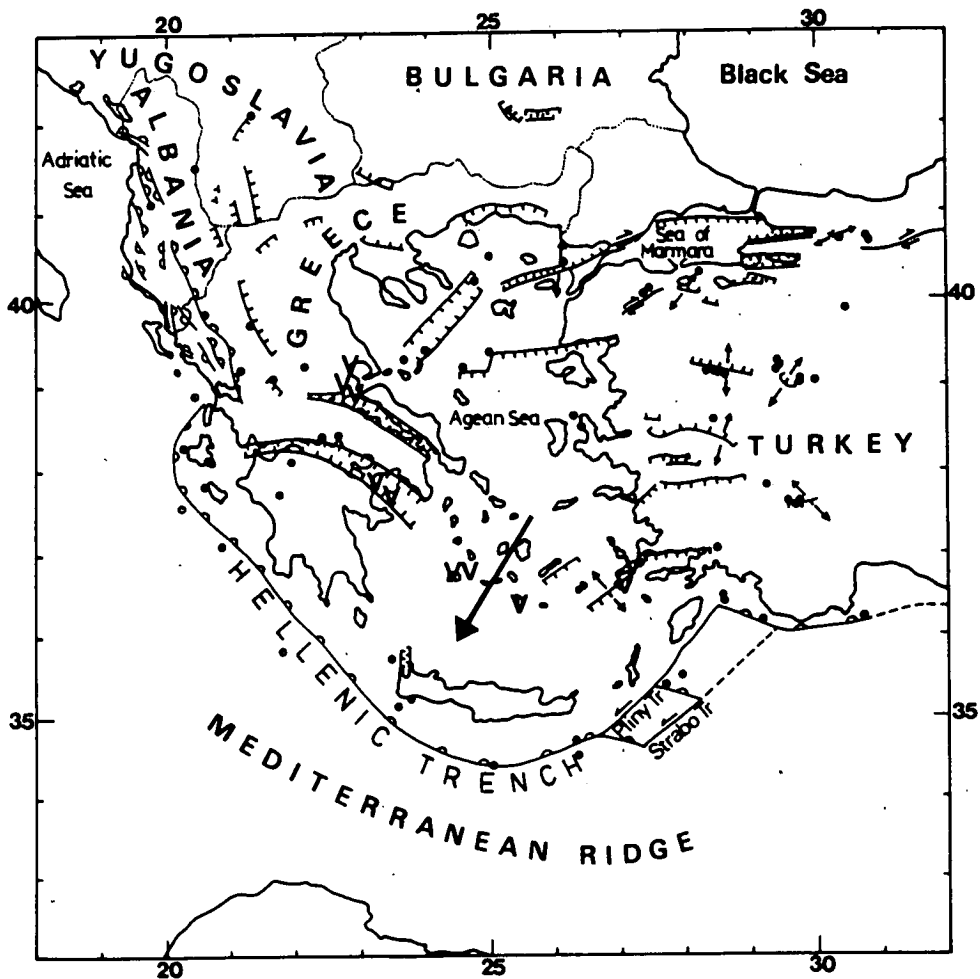 20 25 30
YUGOSLAVIA
BULGARIA
Black Sea
ALBANIA
Adriatic
Sea
GREECE
Sea of
Marmara
40 40
Agean Sea
TURKEY
HELLENIC TRENCH
Pliny Tr
Strabo Tr
35 35
MEDITERRANEAN RIDGE
20 25 30